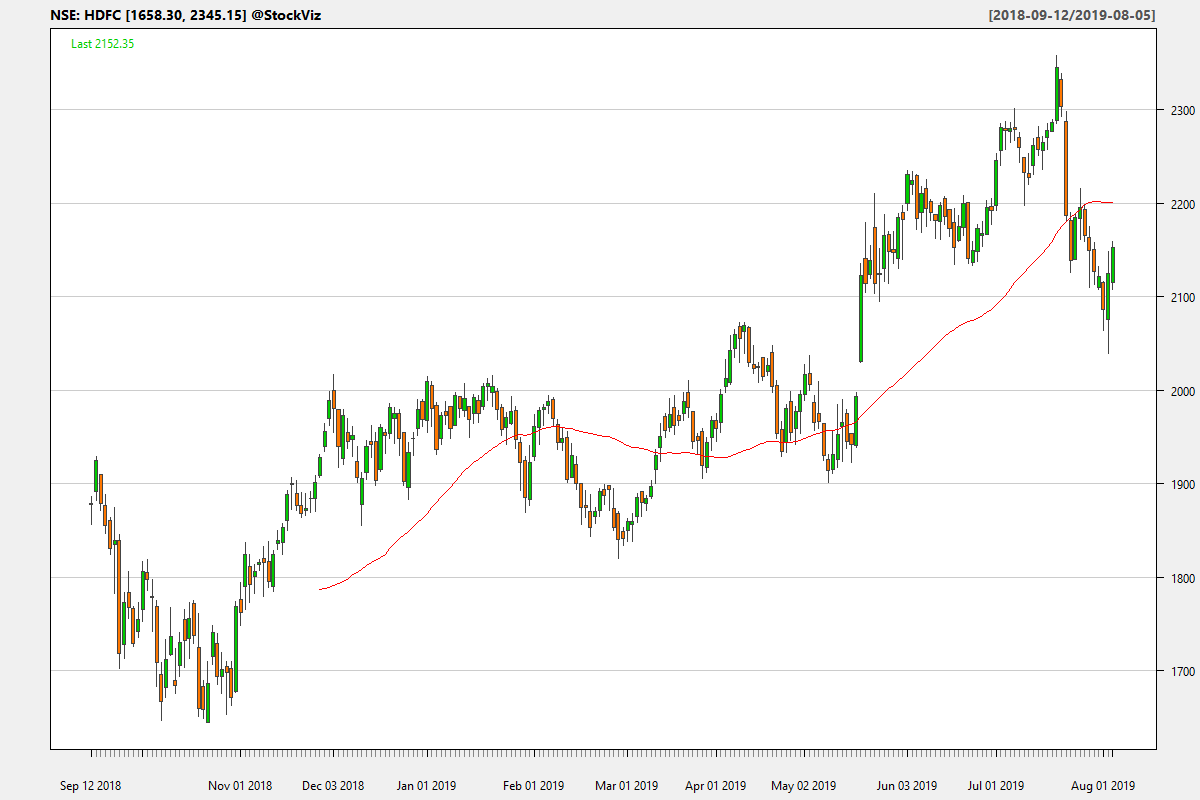 NSE: HDFC [1658.30, 2345.15] @StockViz [2018-09-12/2019-08-05]
Last 2152.35
2300
2200
2100
2000
1900
1800
1700
Sep 12 2018 Nov 01 2018 Dec 03 2018 Jan 01 2019 Feb 01 2019 Mar 01 2019 Apr 01 2019 May 02 2019 Jun 03 2019 Jul 01 2019 Aug 01 2019